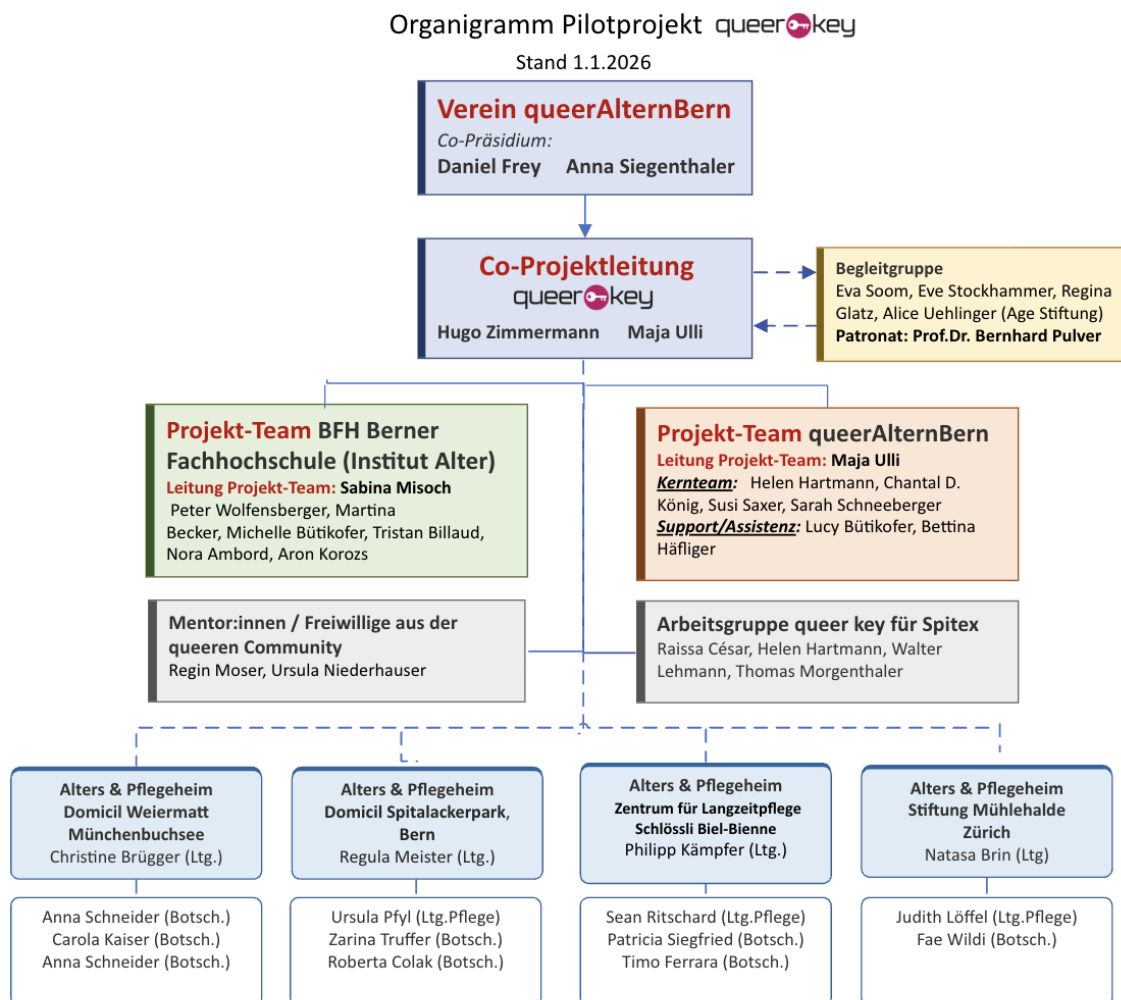 Organigramm Pilotprojekt queer key
Stand 1.1.2026
Verein queerAlternBern
Co-Präsidium:
Daniel Frey Anna Siegenthaler
Co-Projektleitung
queer key
Hugo Zimmermann Maja Ulli
Begleitgruppe
Eva Soom, Eve Stockhammer, Regina
Glatz, Alice Uehlinger (Age Stiftung)
Patronat: Prof.Dr. Bernhard Pulver
Projekt-Team BFH Berner
Fachhochschule (Institut Alter)
Leitung Projekt-Team: Sabina Misoch
Peter Wolfensberger, Martina
Becker, Michelle Bütikofer, Tristan Billaud,
Nora Ambord, Aron Korozs
Projekt-Team queerAlternBern
Leitung Projekt-Team: Maja Ulli
Kernteam: Helen Hartmann, Chantal D.
König, Susi Saxer, Sarah Schneeberger
Support/Assistenz: Lucy Bütikofer, Bettina
Häfliger
Mentor:innen / Freiwillige aus der
queeren Community
Regin Moser, Ursula Niederhauser
Arbeitsgruppe queer key für Spitex
Raissa César, Helen Hartmann, Walter
Lehmann, Thomas Morgenthaler
Alters & Pflegeheim
Domicil Weiermatt
Münchenbuchsee
Christine Brügger (Ltg.)
Anna Schneider (Botsch.)
Carola Kaiser (Botsch.)
Anna Schneider (Botsch.)
Alters & Pflegeheim
Domicil Spitalackerpark,
Bern
Regula Meister (Ltg.)
Ursula Pfyl (Ltg.Pflege)
Zarina Truffer (Botsch.)
Roberta Colak (Botsch.)
Alters & Pflegeheim
Zentrum für Langzeitpflege
Schlössli Biel-Bienne
Philipp Kämpfer (Ltg.)
Sean Ritschard (Ltg.Pflege)
Patricia Siegfried (Botsch.)
Timo Ferrara (Botsch.)
Alters & Pflegeheim
Stiftung Mühlehalde
Zürich
Natasa Brin (Ltg)
Judith Löffel (Ltg.Pflege)
Fae Wildi (Botsch.)